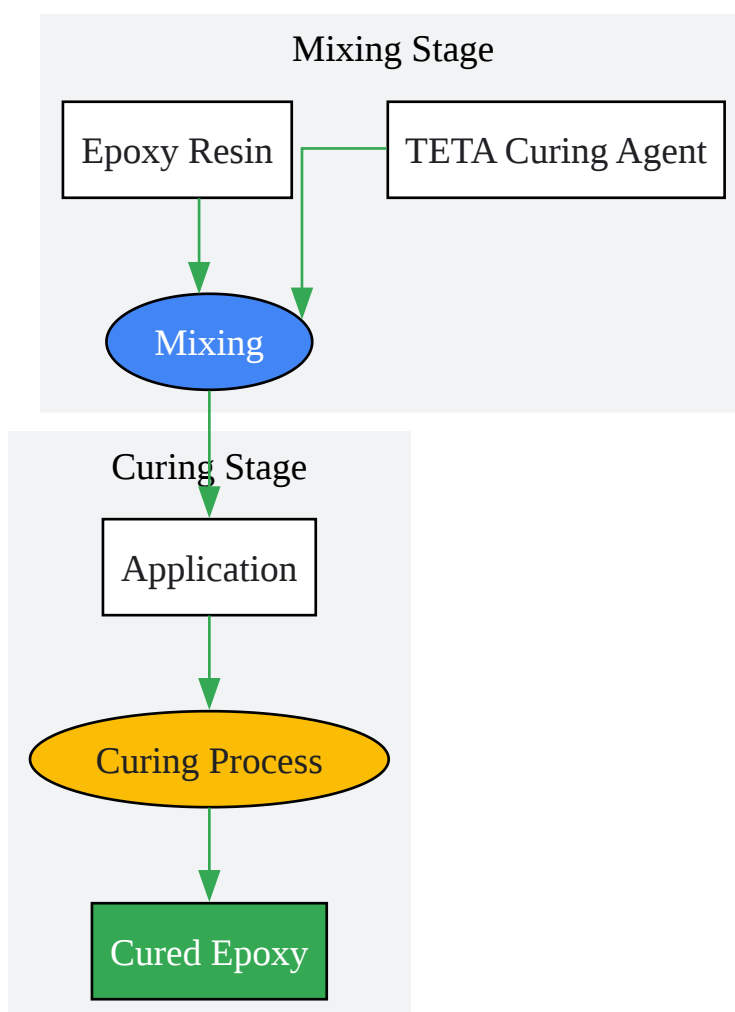 Mixing Stage
Epoxy Resin
TETA Curing Agent
Mixing
Curing Stage
Application
Curing Process
Cured Epoxy